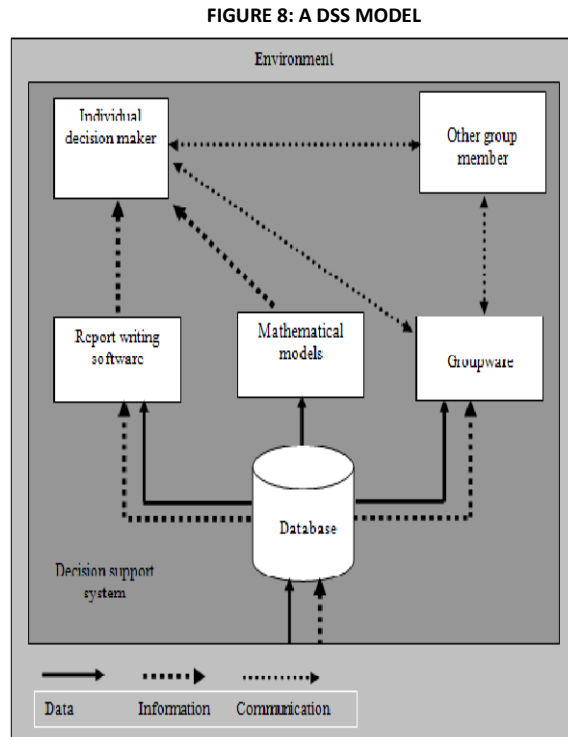 FIGURE 8: A DSS MODEL
Environment
Individual
decision maker
Other group
member
Report writing
software
Mathematical
models
Groupware
Database
Decision support
system
Data
Information
Communication